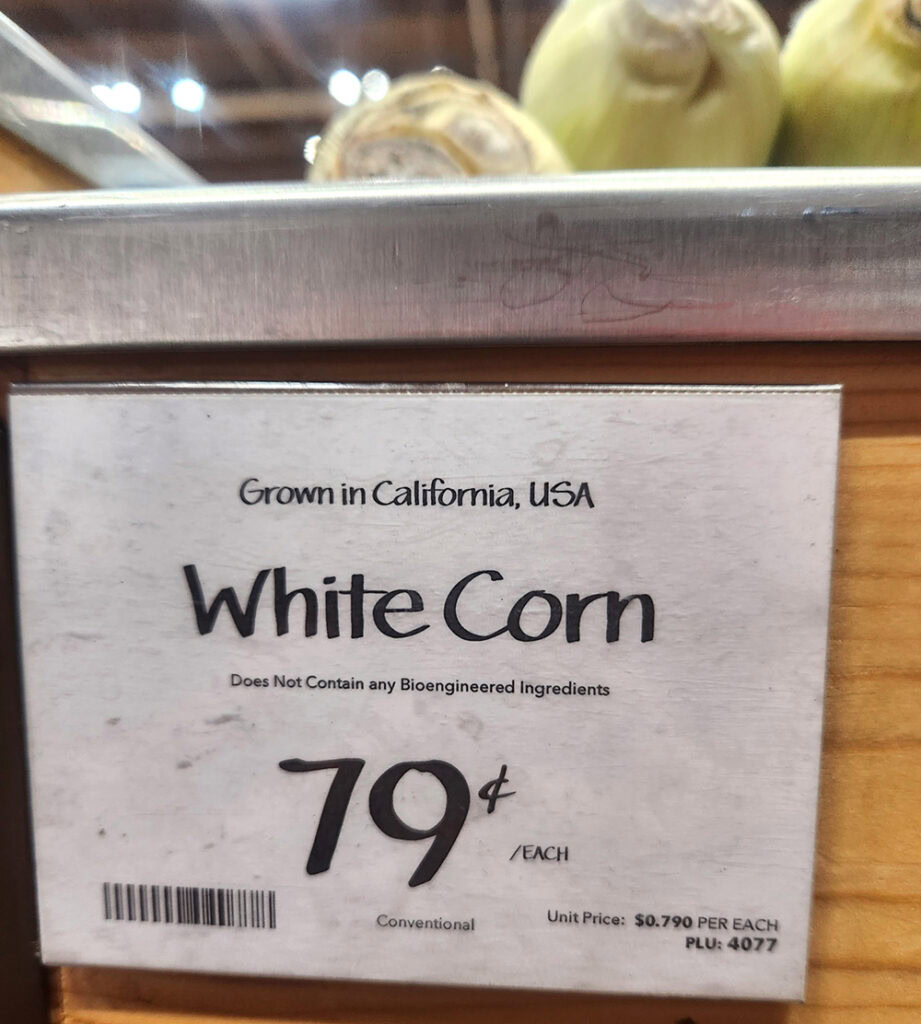 Grown in California, USA
White Corn
Does Not Contain any Bioengineered Ingredients
79¢
/EACH
Conventional
Unit Price: $0.790 PER EACH
PLU: 4077